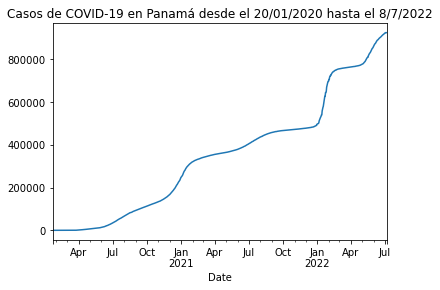 Casos de COVID-19 en Panamá desde el 20/01/2020 hasta el 8/7/2022
800000
600000
400000
200000
0
Apr Jul Oct Jan Apr Jul Oct Jan Apr Jul
2021 2022
Date